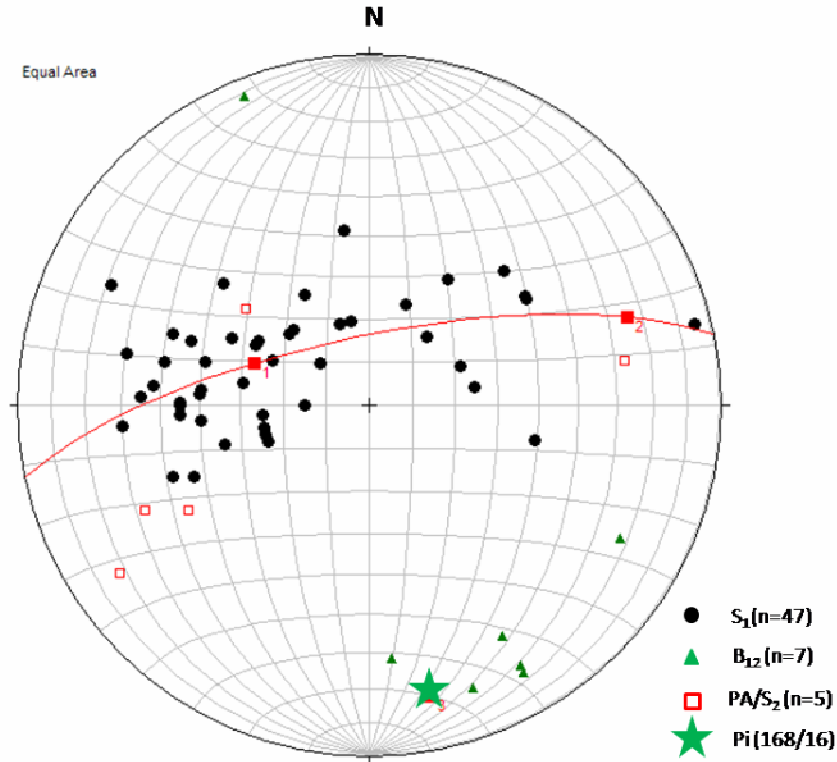 N
Equal Area
2
1
3
S₁(n=47)
B₁₂(n=7)
PA/S₂(n=5)
Pi(168/16)